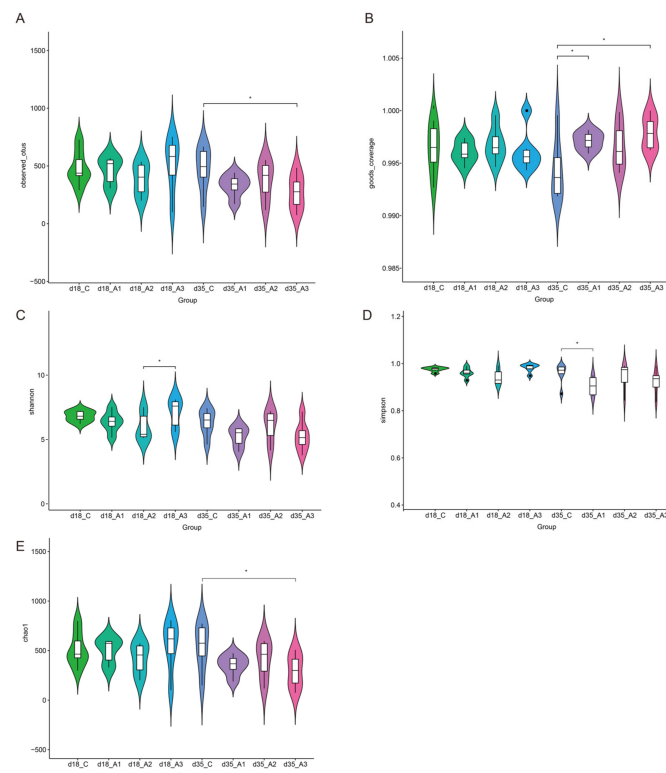 A
1500
1000
500
0
−500
observed_otus
*
d18_C d18_A1 d18_A2 d18_A3 d35_C d35_A1 d35_A2 d35_A3
Group
B
1.005
1.000
0.995
0.990
0.985
goods_coverage
*
*
d18_C d18_A1 d18_A2 d18_A3 d35_C d35_A1 d35_A2 d35_A3
Group
C
10
5
0
shannon
*
d18_C d18_A1 d18_A2 d18_A3 d35_C d35_A1 d35_A2 d35_A3
Group
D
1.2
1.0
0.8
0.6
0.4
simpson
*
d18_C d18_A1 d18_A2 d18_A3 d35_C d35_A1 d35_A2 d35_A3
Group
E
1500
1000
500
0
−500
chao1
*
d18_C d18_A1 d18_A2 d18_A3 d35_C d35_A1 d35_A2 d35_A3
Group